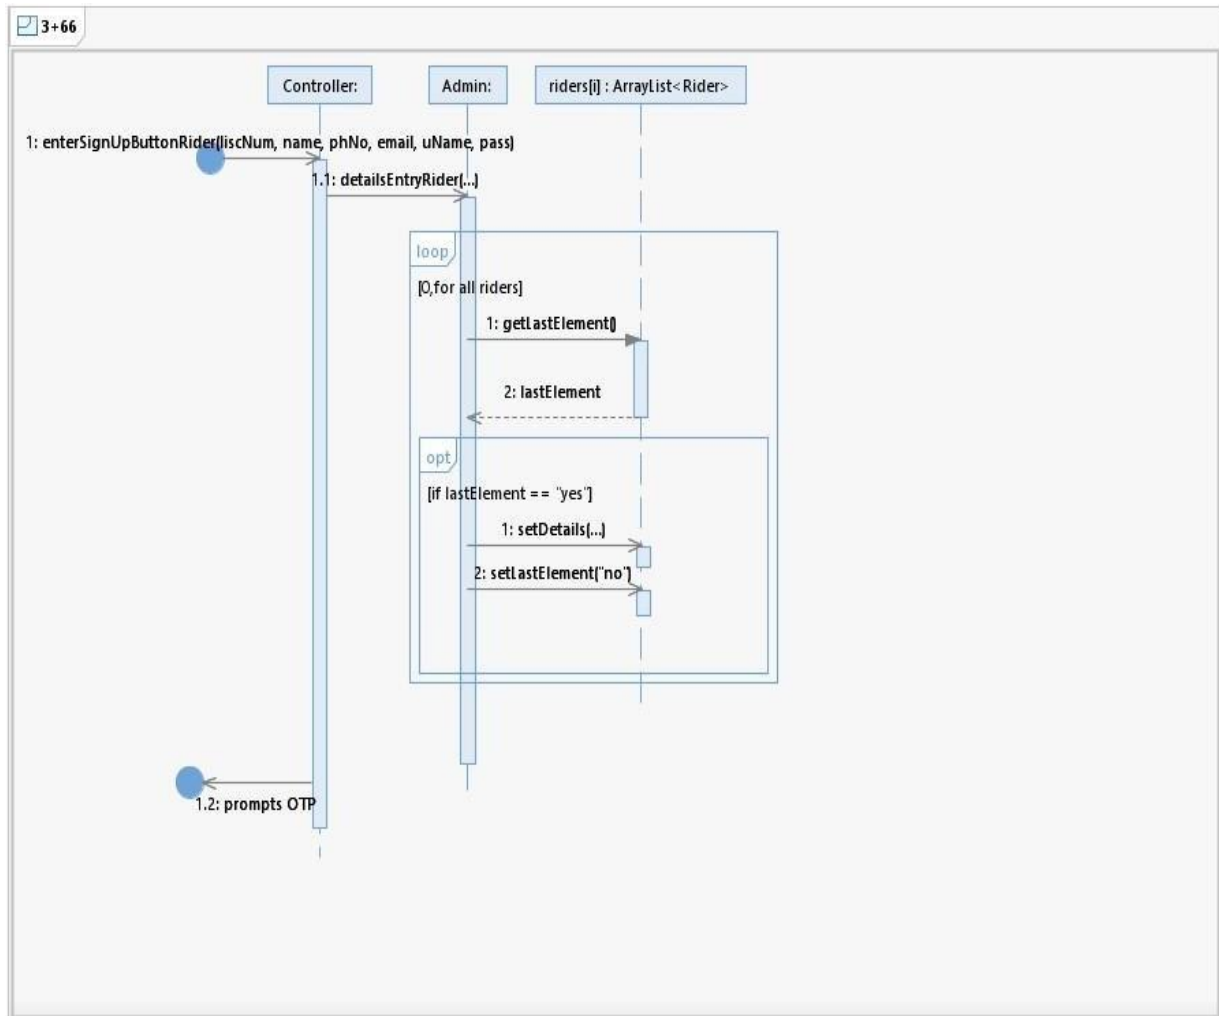 3+66
Controller:
Admin:
riders[i] : ArrayList<Rider>
1: enterSignUpButtonRider(liscNum, name, phNo, email, uName, pass)
1.1: detailsEntryRider(...)
loop
[0,for all riders]
1: getLastElement()
2: lastElement
opt
[if lastElement == "yes"]
1: setDetails(...)
2: setLastElement("no")
1.2: prompts OTP